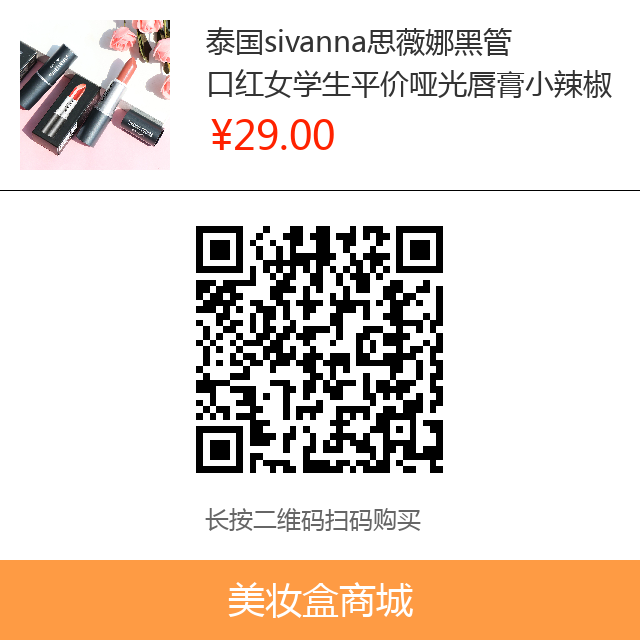 泰国sivanna思薇娜黑管
口红女学生平价哑光唇膏小辣椒
¥29.00
长按二维码扫码购买
美妆盒商城